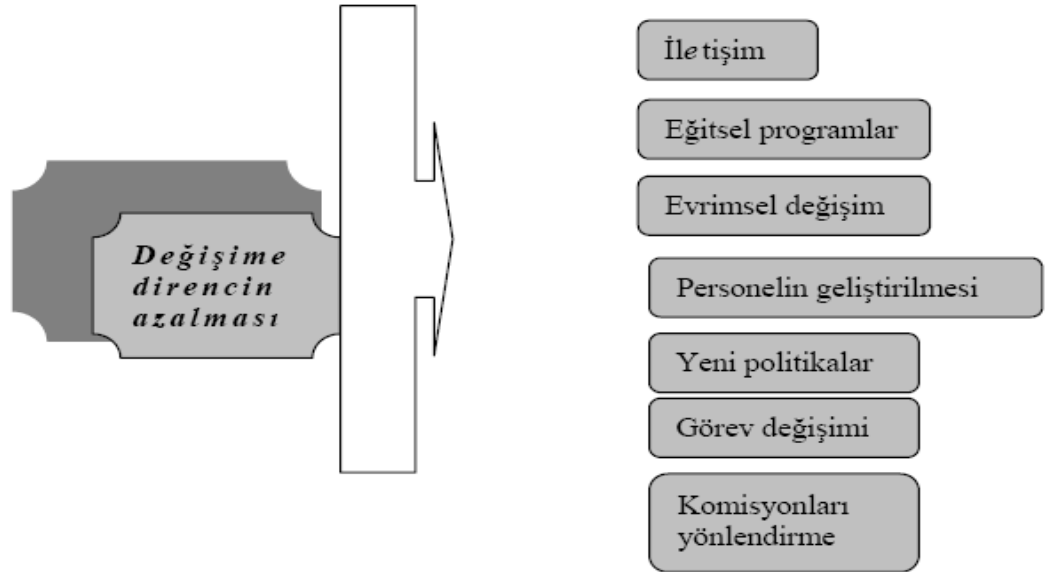 Değişime
direncin
azalması
İletişim
Eğitsel programlar
Evrimsel değişim
Personelin geliştirilmesi
Yeni politikalar
Görev değişimi
Komisyonları
yönlendirme